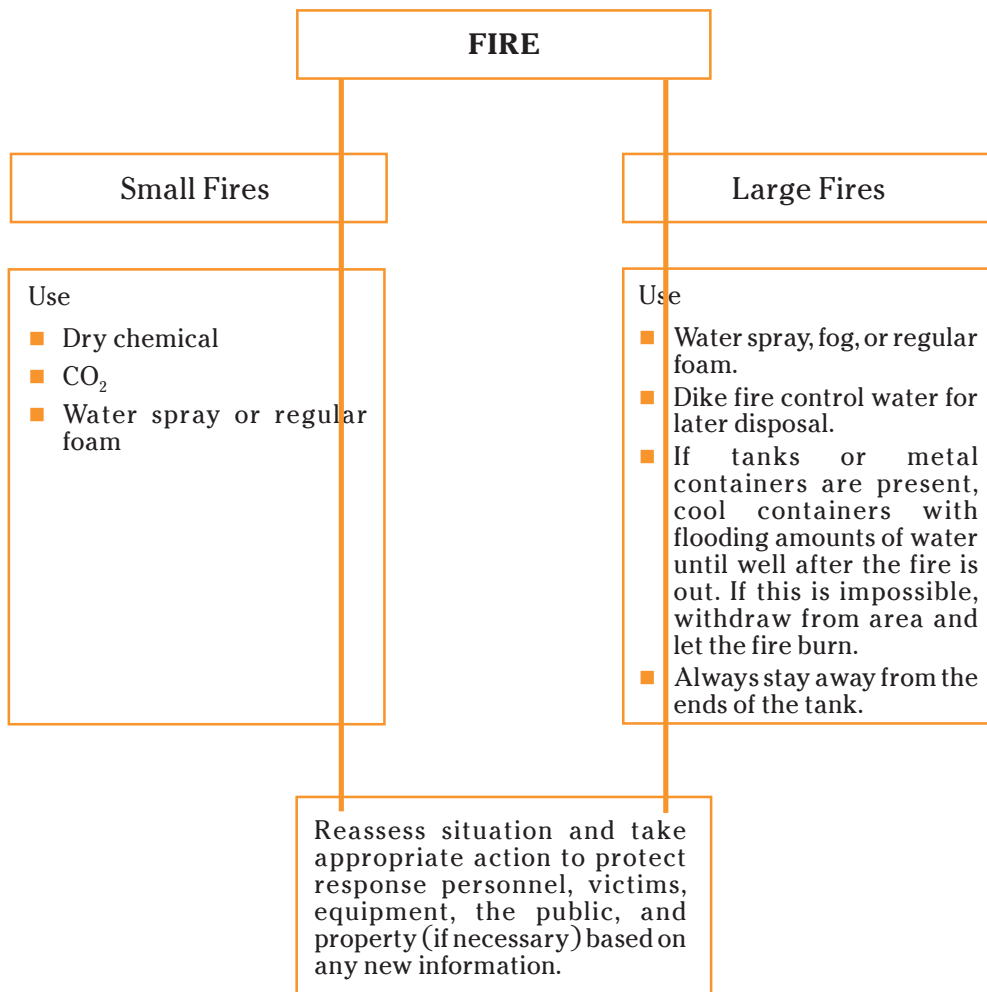 FIRE
Small Fires
Use
Dry chemical
CO₂
Water spray or regular
foam
Large Fires
Use
Water spray, fog, or regular
foam.
Dike fire control water for
later disposal.
If tanks or metal
containers are present,
cool containers with
flooding amounts of water
until well after the fire is
out. If this is impossible,
withdraw from area and
let the fire burn.
Always stay away from the
ends of the tank.
Reassess situation and take
appropriate action to protect
response personnel, victims,
equipment, the public, and
property (if necessary) based on
any new information.